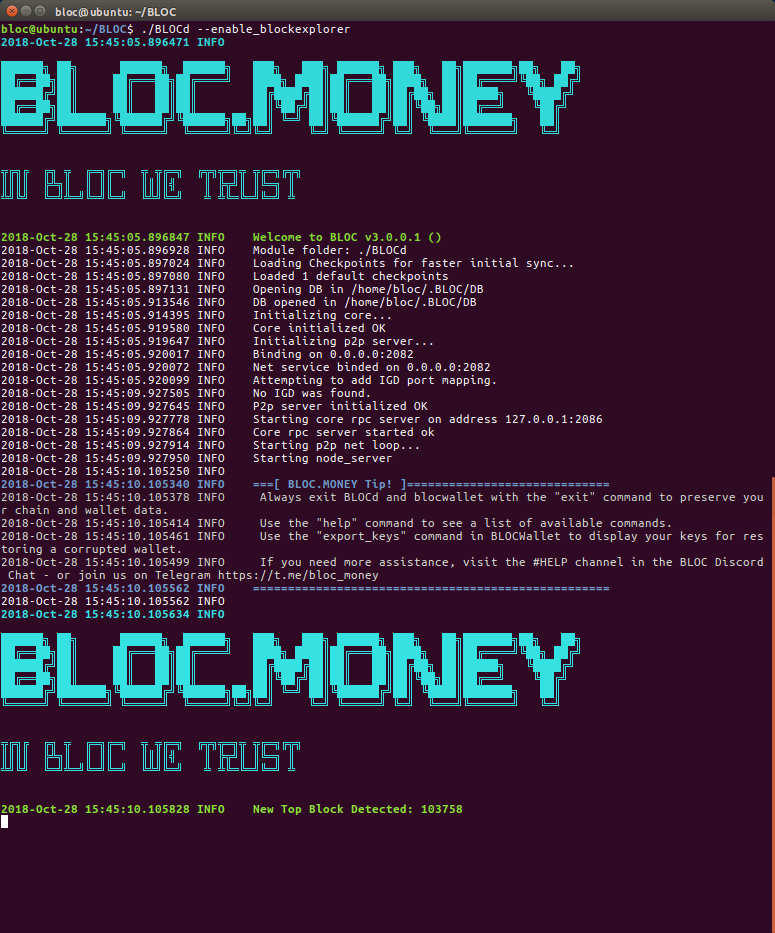 bloc@ubuntu: ~/BLOC
bloc@ubuntu:~/BLOC$ ./BLOCd --enable_blockexplorer
2018-Oct-28 15:45:05.896471 INFO
BLOC.MONEY
IN BLOC WE TRUST
2018-Oct-28 15:45:05.896847 INFO    Welcome to BLOC v3.0.0.1 ()
2018-Oct-28 15:45:05.896928 INFO    Module folder: ./BLOCd
2018-Oct-28 15:45:05.897024 INFO    Loading Checkpoints for faster initial sync...
2018-Oct-28 15:45:05.897080 INFO    Loaded 1 default checkpoints
2018-Oct-28 15:45:05.897131 INFO    Opening DB in /home/bloc/.BLOC/DB
2018-Oct-28 15:45:05.913546 INFO    DB opened in /home/bloc/.BLOC/DB
2018-Oct-28 15:45:05.914395 INFO    Initializing core...
2018-Oct-28 15:45:05.919580 INFO    Core initialized OK
2018-Oct-28 15:45:05.919647 INFO    Initializing p2p server...
2018-Oct-28 15:45:05.920017 INFO    Binding on 0.0.0.0:2082
2018-Oct-28 15:45:05.920072 INFO    Net service binded on 0.0.0.0:2082
2018-Oct-28 15:45:05.920099 INFO    Attempting to add IGD port mapping.
2018-Oct-28 15:45:09.927505 INFO    No IGD was found.
2018-Oct-28 15:45:09.927645 INFO    P2p server initialized OK
2018-Oct-28 15:45:09.927778 INFO    Starting core rpc server on address 127.0.0.1:2086
2018-Oct-28 15:45:09.927864 INFO    Core rpc server started ok
2018-Oct-28 15:45:09.927914 INFO    Starting p2p net loop...
2018-Oct-28 15:45:09.927950 INFO    Starting node_server
2018-Oct-28 15:45:10.105250 INFO
2018-Oct-28 15:45:10.105340 INFO    ===[ BLOC.MONEY Tip! ]=============================
2018-Oct-28 15:45:10.105378 INFO     Always exit BLOCd and blocwallet with the "exit" command to preserve you
r chain and wallet data.
2018-Oct-28 15:45:10.105414 INFO     Use the "help" command to see a list of available commands.
2018-Oct-28 15:45:10.105461 INFO     Use the "export_keys" command in BLOCWallet to display your keys for res
toring a corrupted wallet.
2018-Oct-28 15:45:10.105499 INFO     If you need more assistance, visit the #HELP channel in the BLOC Discord
 Chat - or join us on Telegram https://t.me/bloc_money
2018-Oct-28 15:45:10.105562 INFO    ===================================================
2018-Oct-28 15:45:10.105562 INFO
2018-Oct-28 15:45:10.105634 INFO
BLOC.MONEY
IN BLOC WE TRUST
2018-Oct-28 15:45:10.105828 INFO    New Top Block Detected: 103758